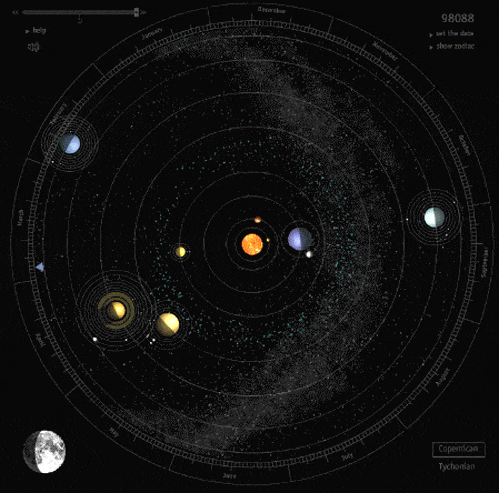 December
98088
January
November
help
set the date
show zodiac
February
October
March
September
April
August
May
July
June
Copernican
Tychonian